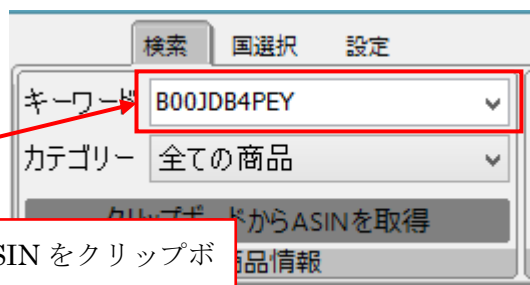 検索 国選択 設定
キーワード B00JDB4PEY
カテゴリー 全ての商品
クリップボードからASINを取得
SIN をクリップボ
品情報